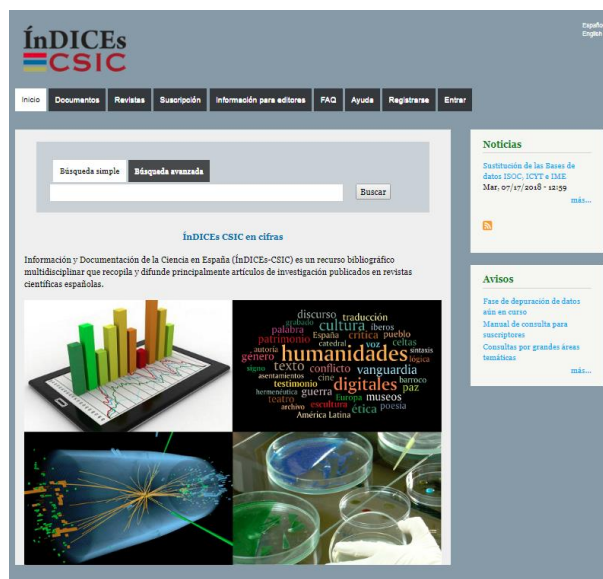 Español
English
ÍnDICEs
CSIC
Inicio Documentos Revistas Suscripción Información para editores FAQ Ayuda Registrarse Entrar
Búsqueda simple Búsqueda avanzada
Buscar
ÍnDICEs CSIC en cifras
Información y Documentación de la Ciencia en España (ÍnDICEs-CSIC) es un recurso bibliográfico
multidisciplinar que recopila y difunde principalmente artículos de investigación publicados en revistas
científicas españolas.
discurso traducción
grabado cultura iberos
palabra
patrimonio España crítica pueblo
autoría catedral voz celtas
género humanidades sintaxis
lógica
signo texto conflicto vanguardia
asentamientos cine
testimonio digitales barroco
hermenéutica guerra paz
teatro Europa museos
archivo escultura ética poesía
América Latina
Noticias
Sustitución de las Bases de
datos ISOC, ICYT e IME
Mar, 07/17/2018 - 12:59
más...
Avisos
Fase de depuración de datos
aún en curso
Manual de consulta para
suscriptores
Consultas por grandes áreas
temáticas
más...